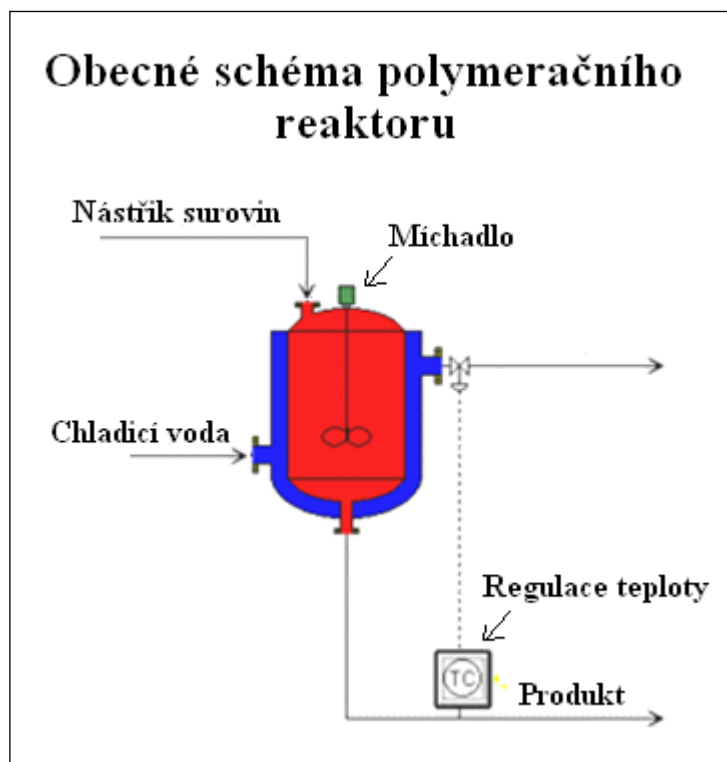 Obecné schéma polymeračního
reaktoru
Nástřik surovin
Míchadlo
Chladicí voda
Regulace teploty
TC
Produkt